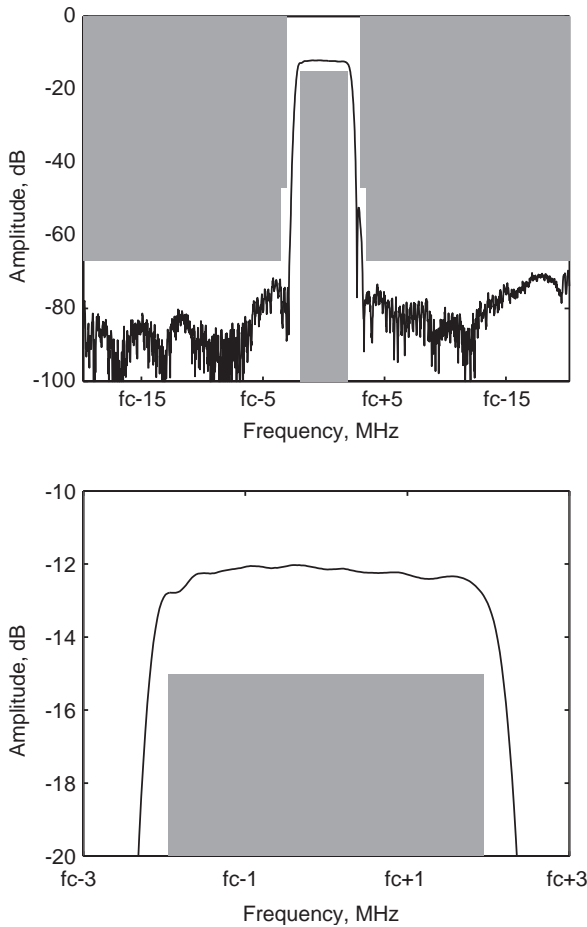 0
-20
-40
-60
-80
-100
Amplitude, dB
fc-15 fc-5 fc+5 fc-15
Frequency, MHz
-10
-12
-14
-16
-18
-20
Amplitude, dB
fc-3 fc-1 fc+1 fc+3
Frequency, MHz